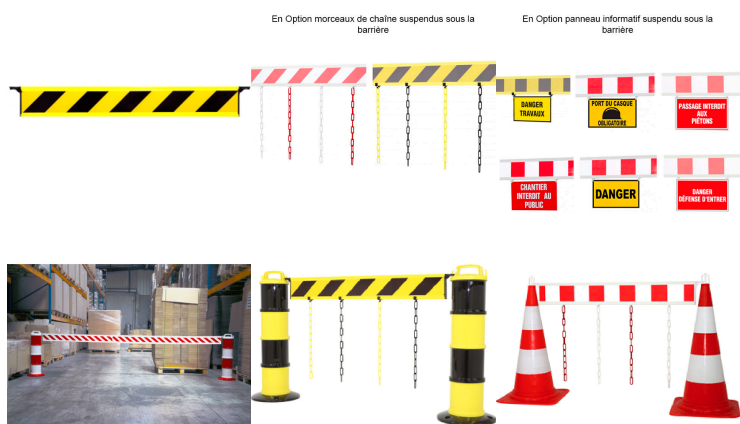 En Option morceaux de chaîne suspendus sous la
barrière
En Option panneau informatif suspendu sous la
barrière
DANGER
TRAVAUX
PORT DU CASQUE
OBLIGATOIRE
PASSAGE INTERDIT
AUX
PIÉTONS
CHANTIER
INTERDIT AU
PUBLIC
DANGER
DANGER
DÉFENSE D'ENTRER